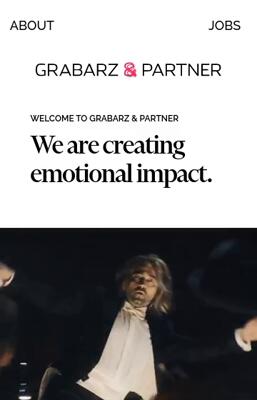 ABOUT
JOBS
GRABARZ & PARTNER
WELCOME TO GRABARZ & PARTNER
We are creating
emotional impact.